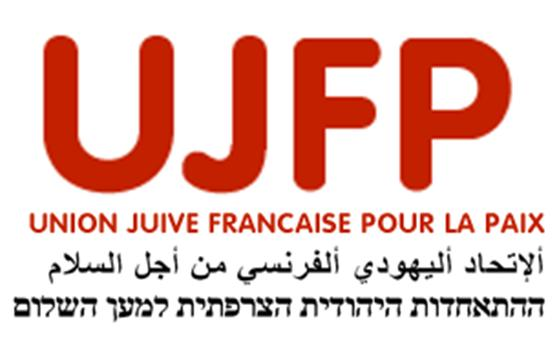 UJFP
UNION JUIVE FRANCAISE POUR LA PAIX
ألإتحاد أليهودي ألفرنسي من أجل السلام
ההתאחדות היהודית הצרפתית למען השלום